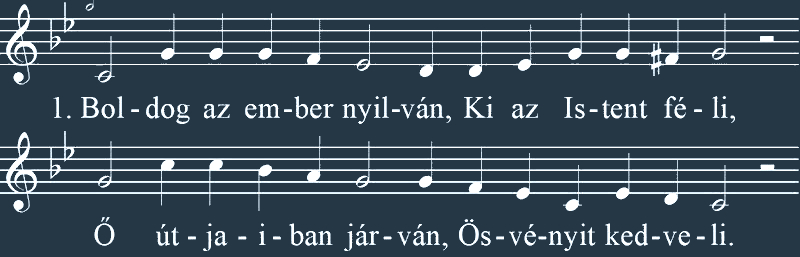 1. Bol - dog az em - ber nyil - ván, Ki az Is - tent fé - li,
Ő út - ja - i - ban jár - ván, Ös - vé - nyit ked - ve - li.